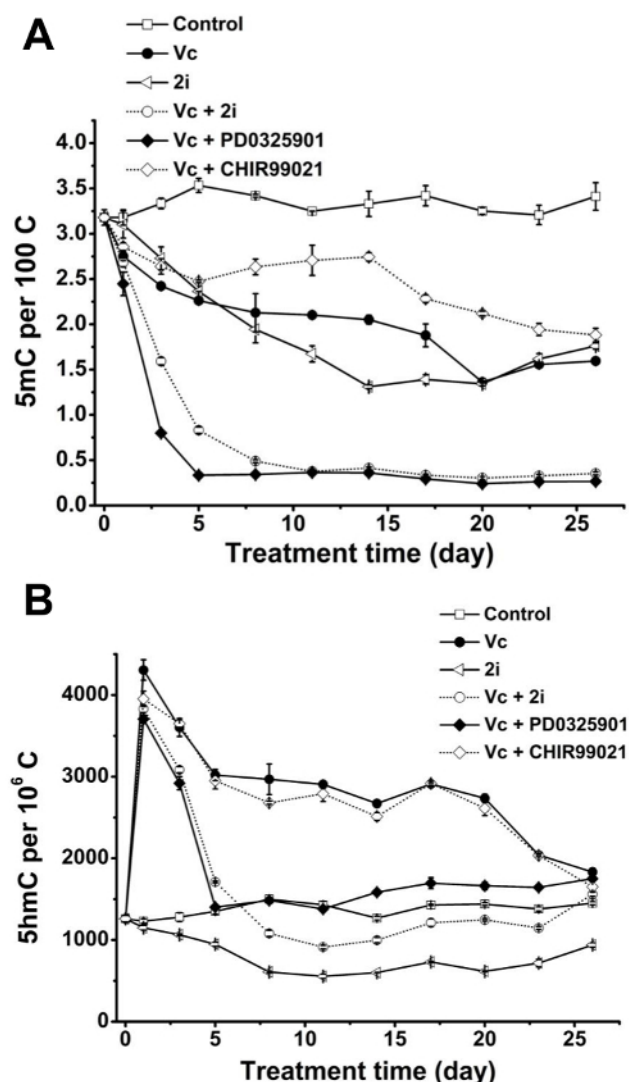 A
Control
Vc
2i
Vc + 2i
Vc + PD0325901
Vc + CHIR99021
4.0
3.5
3.0
2.5
2.0
1.5
1.0
0.5
0.0
5mC per 100 C
0 5 10 15 20 25
Treatment time (day)
B
Control
Vc
2i
Vc + 2i
Vc + PD0325901
Vc + CHIR99021
4000
3000
2000
1000
0
5hmC per 10⁶ C
0 5 10 15 20 25
Treatment time (day)